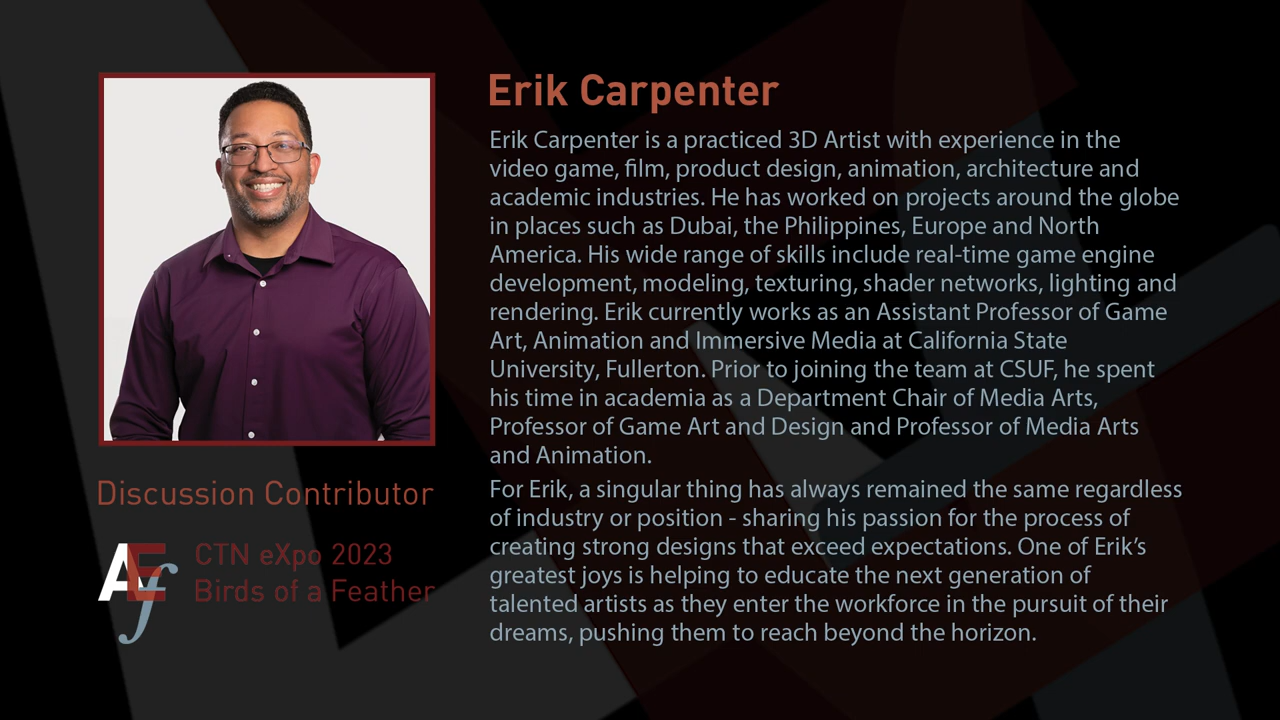 Erik Carpenter
Erik Carpenter is a practiced 3D Artist with experience in the
video game, film, product design, animation, architecture and
academic industries. He has worked on projects around the globe
in places such as Dubai, the Philippines, Europe and North
America. His wide range of skills include real-time game engine
development, modeling, texturing, shader networks, lighting and
rendering. Erik currently works as an Assistant Professor of Game
Art, Animation and Immersive Media at California State
University, Fullerton. Prior to joining the team at CSUF, he spent
his time in academia as a Department Chair of Media Arts,
Professor of Game Art and Design and Professor of Media Arts
and Animation.
For Erik, a singular thing has always remained the same regardless
of industry or position - sharing his passion for the process of
creating strong designs that exceed expectations. One of Erik’s
greatest joys is helping to educate the next generation of
talented artists as they enter the workforce in the pursuit of their
dreams, pushing them to reach beyond the horizon.
Discussion Contributor
AEf
CTN eXpo 2023
Birds of a Feather